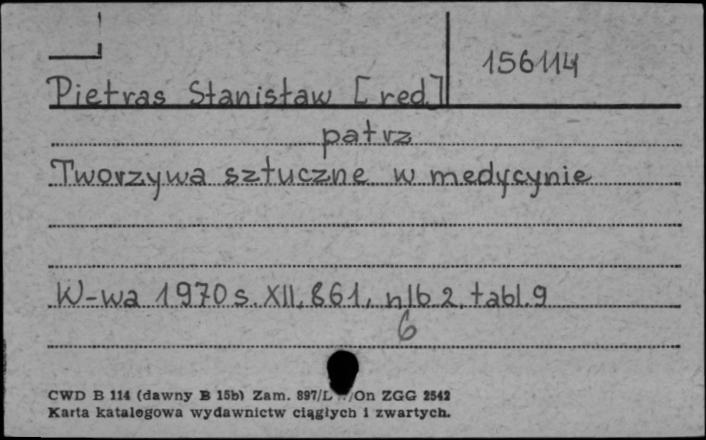 156114
Pietras Stanisław [red.]
patrz
Tworzywa sztuczne w medycynie
W-wa 1970 s. XII, 861, nlb 2, tabl. 9
6
CWD B 114 (dawny B 15b) Zam. 897/L /On ZGG 2542
Karta katalogowa wydawnictw ciągłych i zwartych.